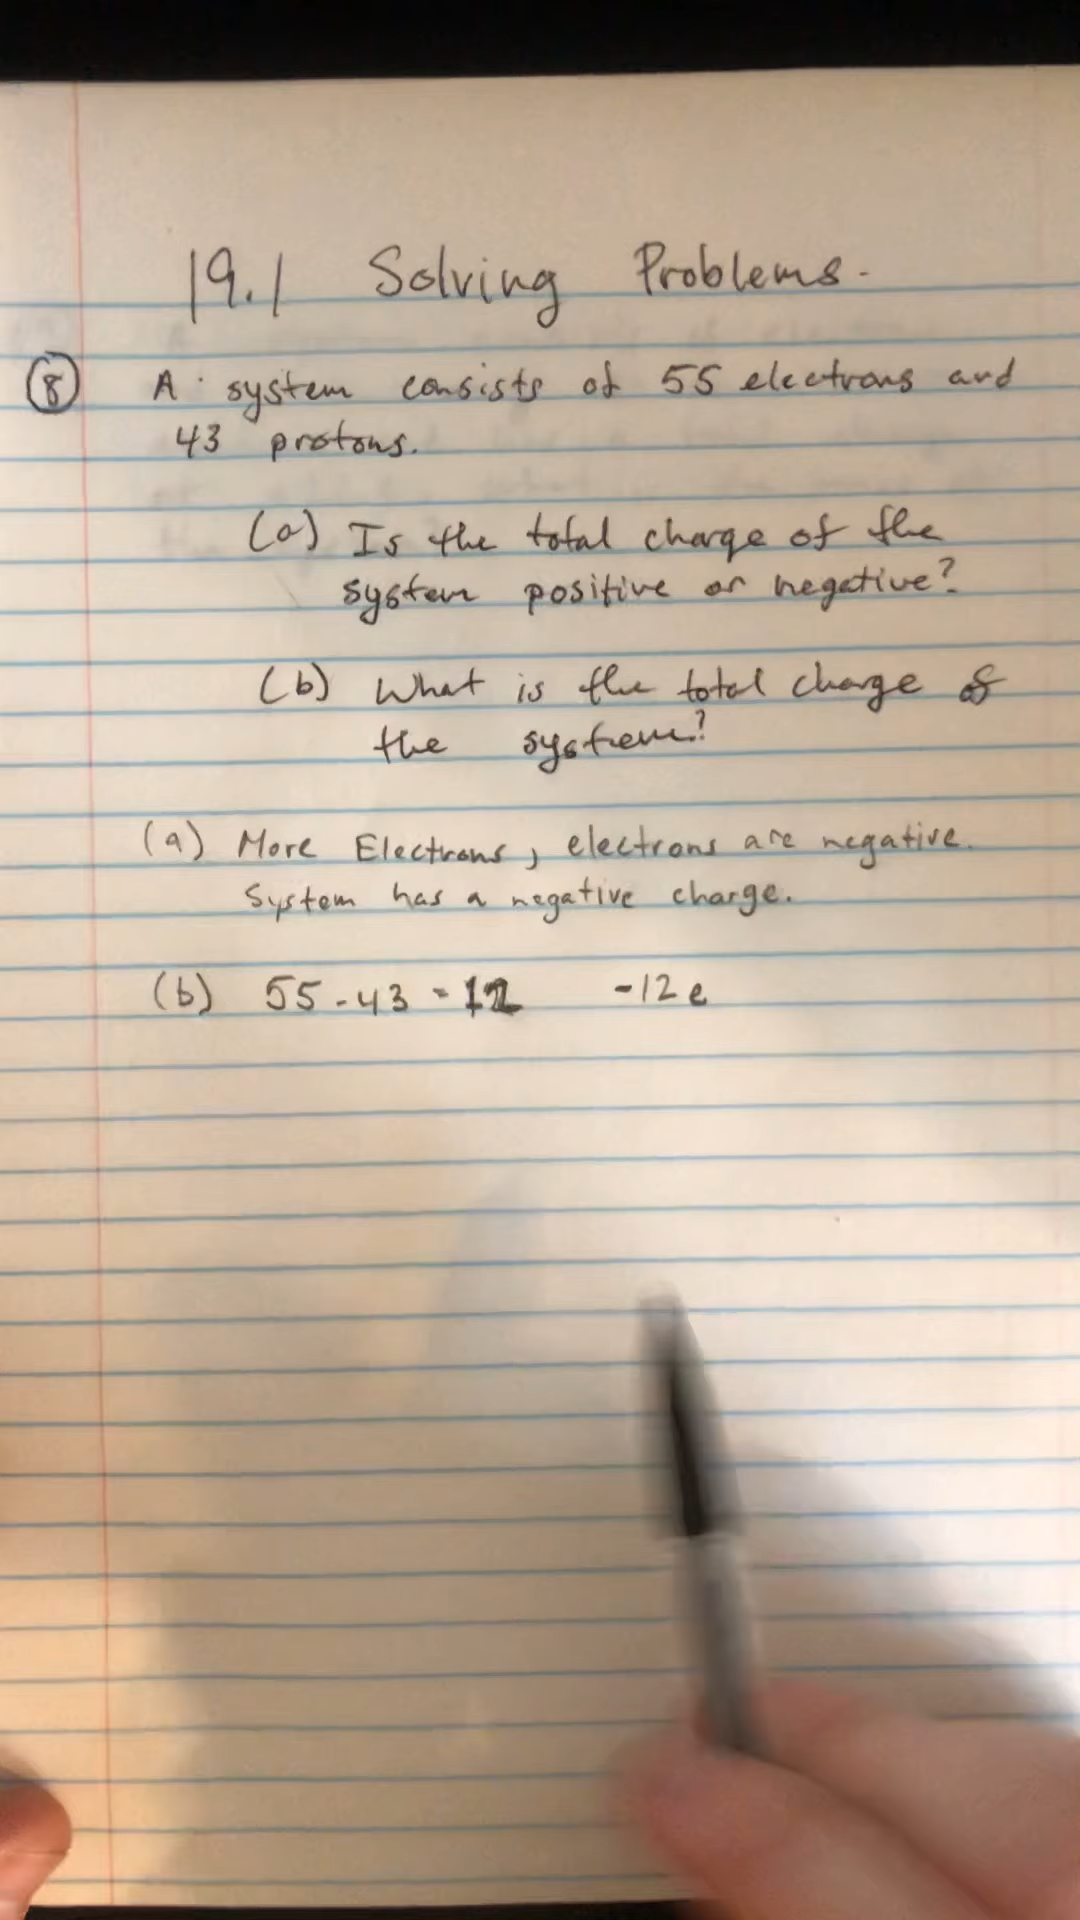 19.1 Solving Problems.
8 A system consists of 55 electrons and
43 protons.
(a) Is the total charge of the
system positive or negative?
(b) What is the total charge of
the system?
(a) More Electrons, electrons are negative.
System has a negative charge.
(b) 55 - 43 = 12 -12e